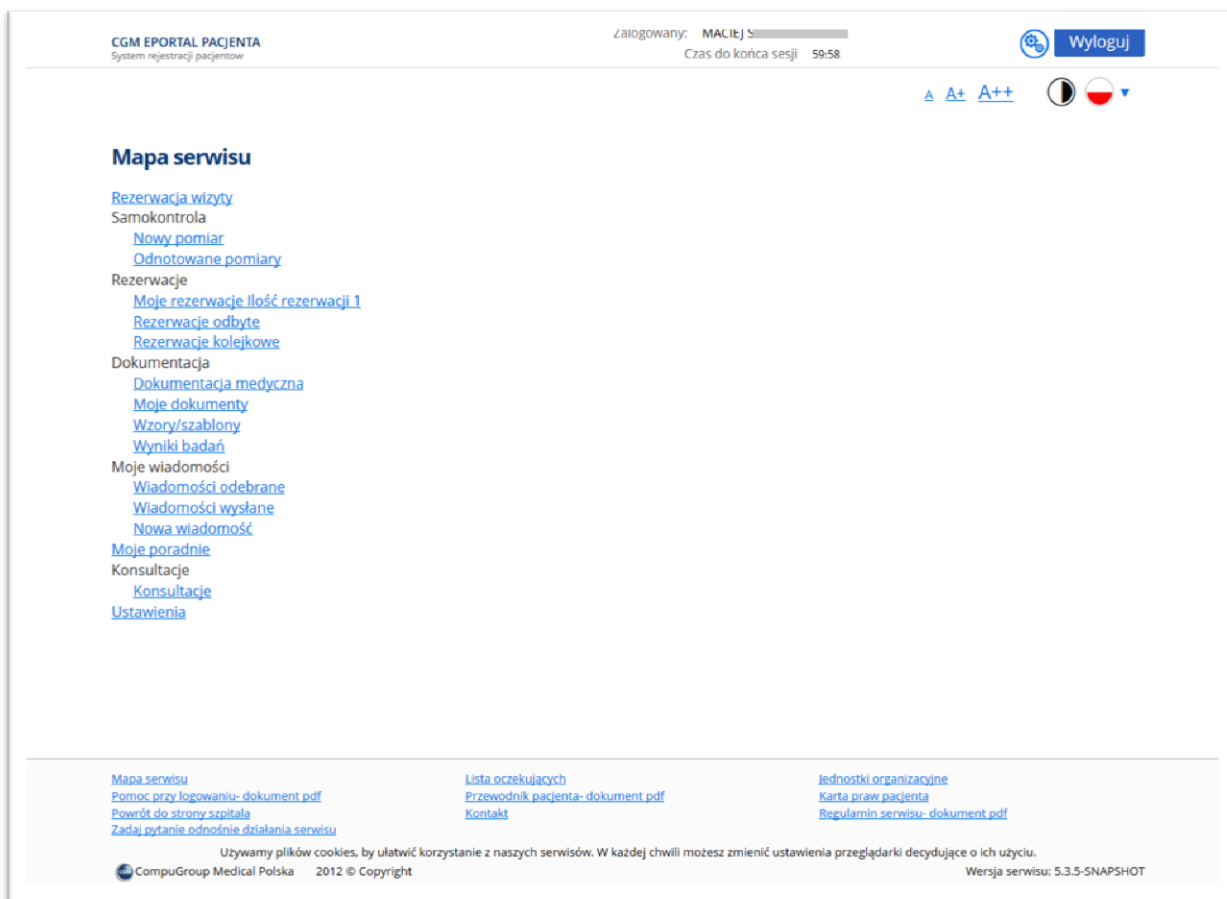 CGM EPORTAL PACJENTA
System rejestracji pacjentow
Zalogowany: MACIEJ S
Czas do końca sesji 59:58
Wyloguj
A A+ A++
Mapa serwisu
Rezerwacja wizyty
Samokontrola
Nowy pomiar
Odnotowane pomiary
Rezerwacje
Moje rezerwacje Ilość rezerwacji 1
Rezerwacje odbyte
Rezerwacje kolejkowe
Dokumentacja
Dokumentacja medyczna
Moje dokumenty
Wzory/szablony
Wyniki badań
Moje wiadomości
Wiadomości odebrane
Wiadomości wysłane
Nowa wiadomość
Moje poradnie
Konsultacje
Konsultacje
Ustawienia
Mapa serwisu
Pomoc przy logowaniu- dokument pdf
Powrót do strony szpitala
Zadaj pytanie odnośnie działania serwisu
Lista oczekujących
Przewodnik pacjenta- dokument pdf
Kontakt
Jednostki organizacyjne
Karta praw pacjenta
Regulamin serwisu- dokument pdf
Używamy plików cookies, by ułatwić korzystanie z naszych serwisów. W każdej chwili możesz zmienić ustawienia przeglądarki decydujące o ich użyciu.
CompuGroup Medical Polska 2012 © Copyright
Wersja serwisu: 5.3.5-SNAPSHOT